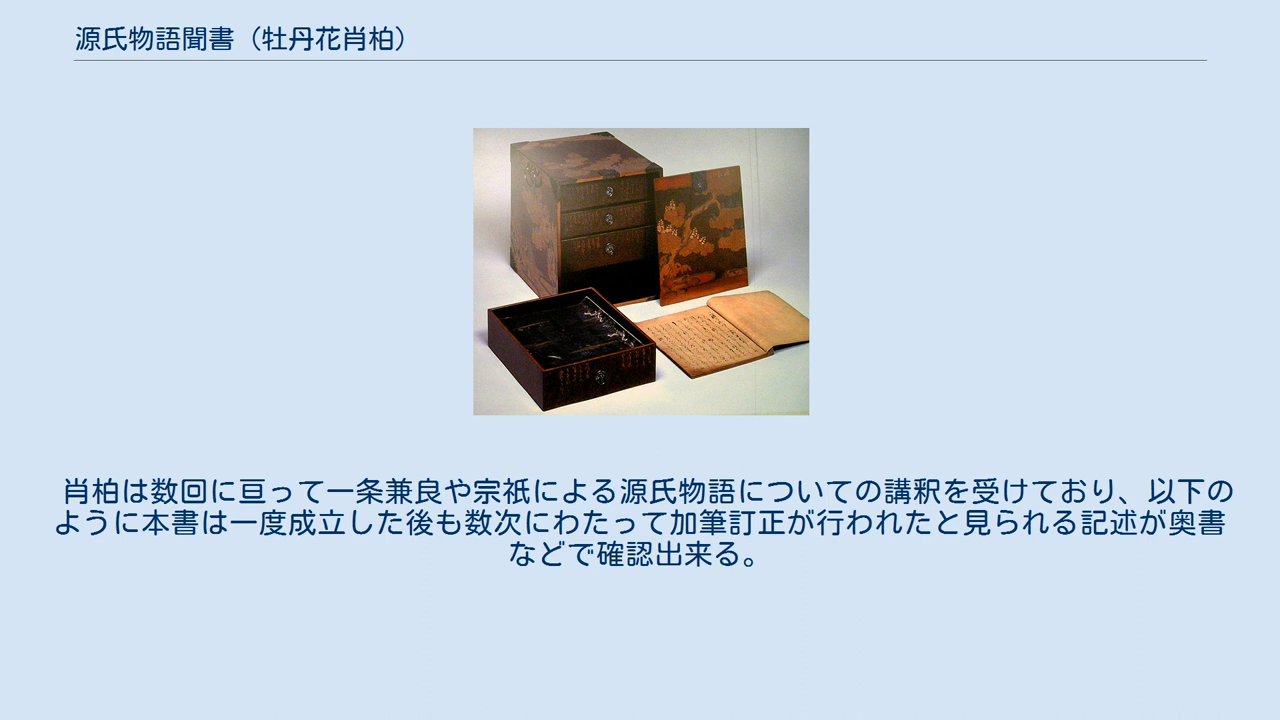 源氏物語聞書（牡丹花肖柏）
肖柏は数回に亘って一条兼良や宗祇による源氏物語についての講釈を受けており、以下の
ように本書は一度成立した後も数次にわたって加筆訂正が行われたと見られる記述が奥書
などで確認出来る。